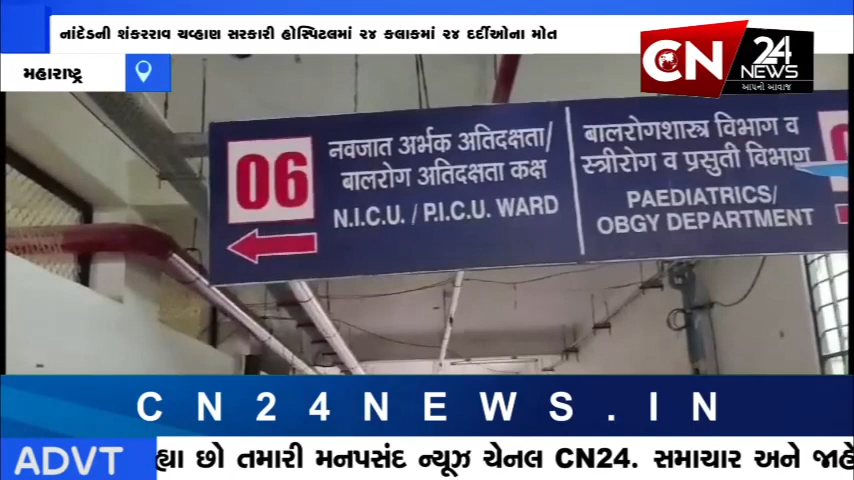 નાંદેડની શંકરરાવ ચવ્હાણ સરકારી હોસ્પિટલમાં ૨૪ કલાકમાં ૨૪ દર્દીઓના મોત
CN 24 NEWS
આપનો અવાજ
મહારાષ્ટ્ર
06
नवजात अर्भक अतिदक्षता/
बालरोग अतिदक्षता कक्ष
N.I.C.U. / P.I.C.U. WARD
बालरोगशास्त्र विभाग व
स्त्रीरोग व प्रसुती विभाग
PAEDIATRICS/
OBGY DEPARTMENT
CN24NEWS.IN
ADVT
છો તમારી મનપસંદ ન્યૂઝ ચેનલ CN24. સમાચાર અને